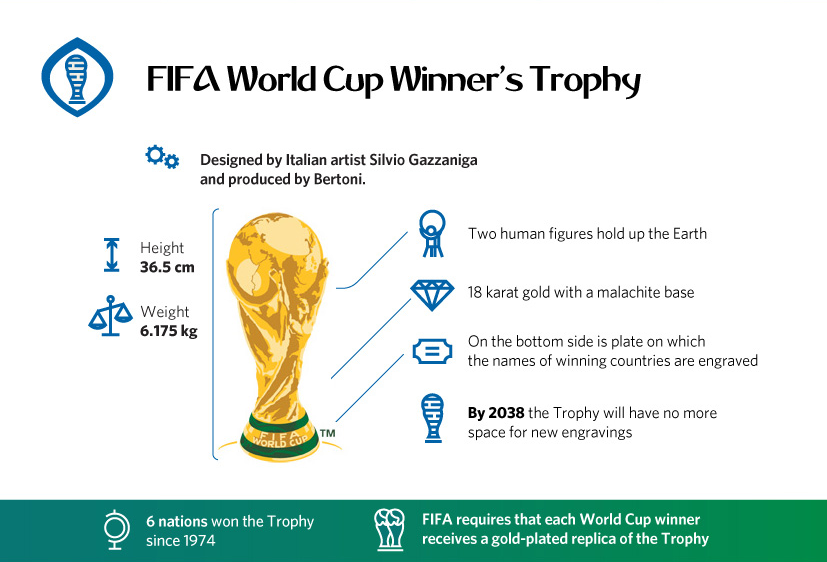 FIFA World Cup Winner's Trophy
Designed by Italian artist Silvio Gazzaniga
and produced by Bertoni.
Height
36.5 cm
Weight
6.175 kg
Two human figures hold up the Earth
18 karat gold with a malachite base
On the bottom side is plate on which
the names of winning countries are engraved
By 2038 the Trophy will have no more
space for new engravings
FIFA
WORLD CUP
TM
6 nations won the Trophy
since 1974
FIFA requires that each World Cup winner
receives a gold-plated replica of the Trophy